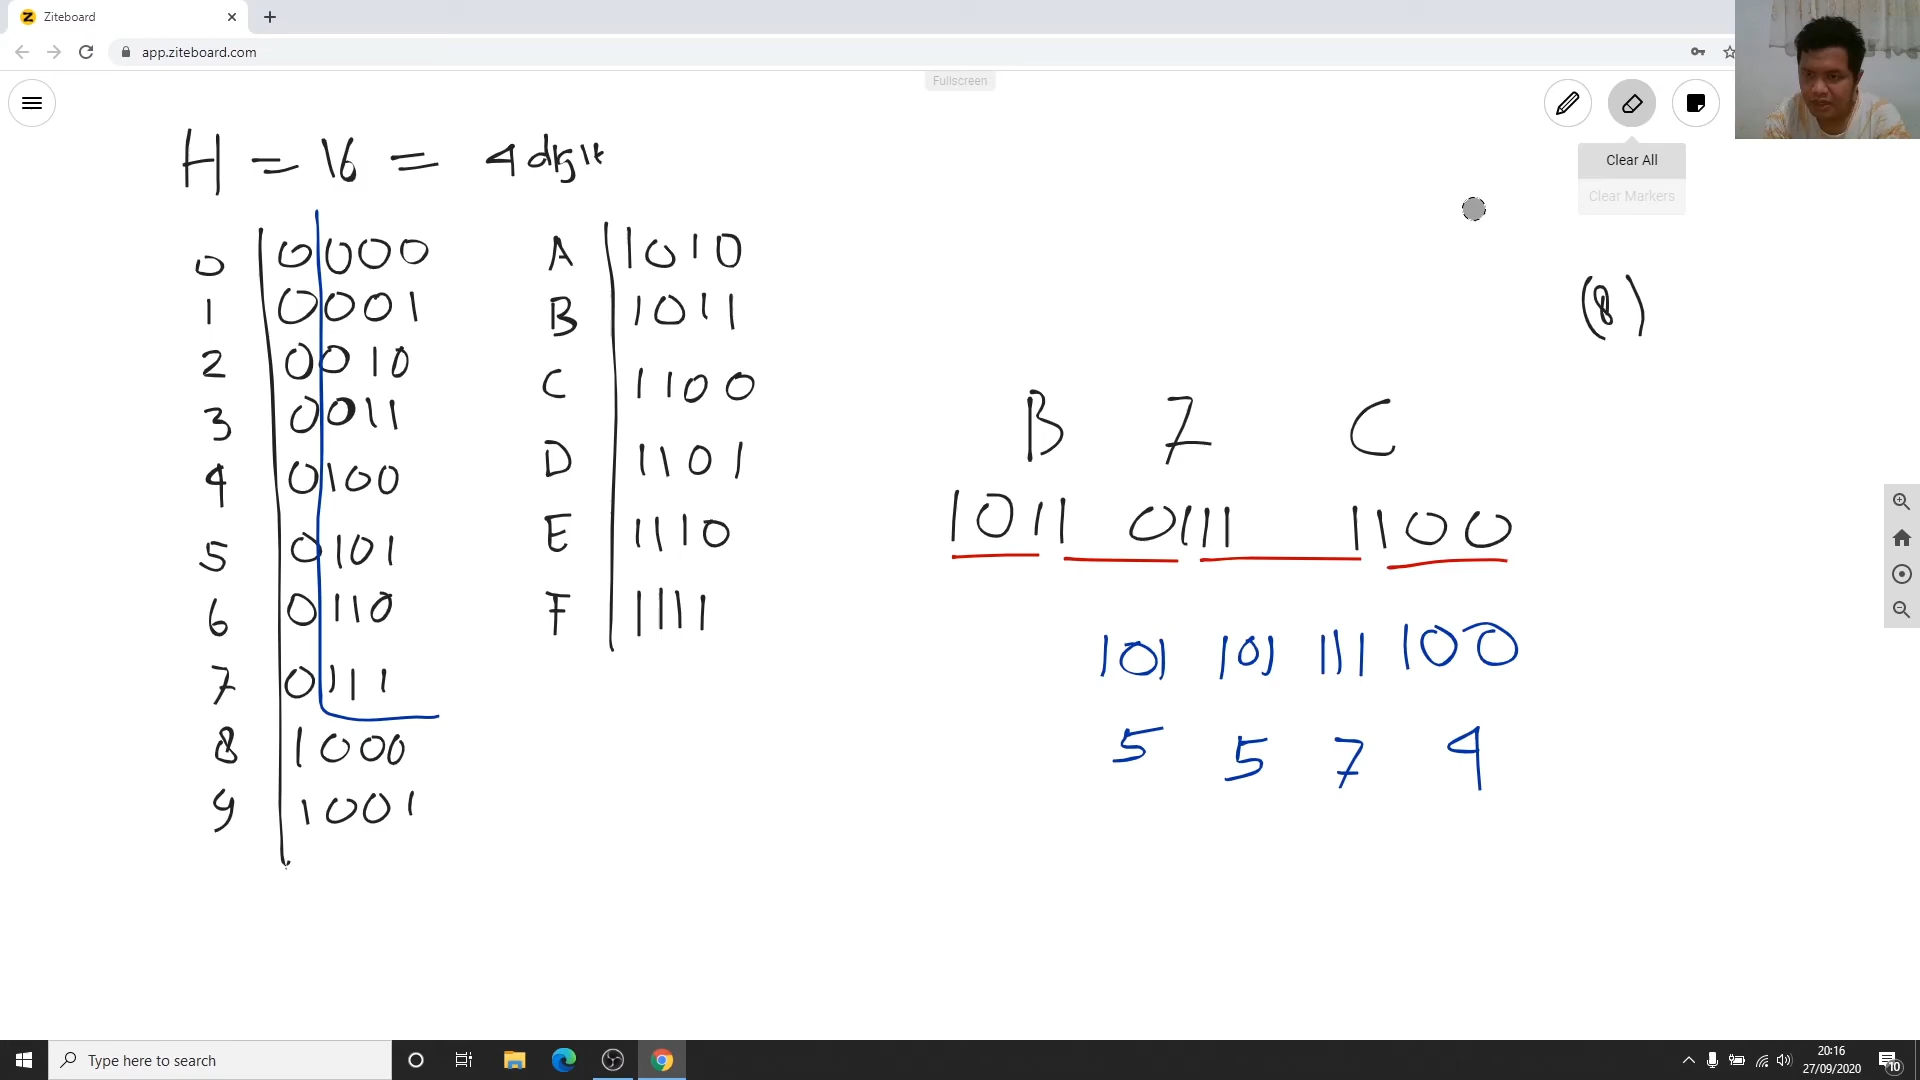 Ziteboard
app.ziteboard.com
Fullscreen
Clear All
Clear Markers
H = 16 = 4 digit
0 0000
1 0001
2 0010
3 0011
4 0100
5 0101
6 0110
7 0111
8 1000
9 1001
A 1010
B 1011
C 1100
D 1101
E 1110
F 1111
(8)
B 7 C
1011 0111 1100
101 101 111 100
5 5 7 4
Type here to search
20:16
27/09/2020
10